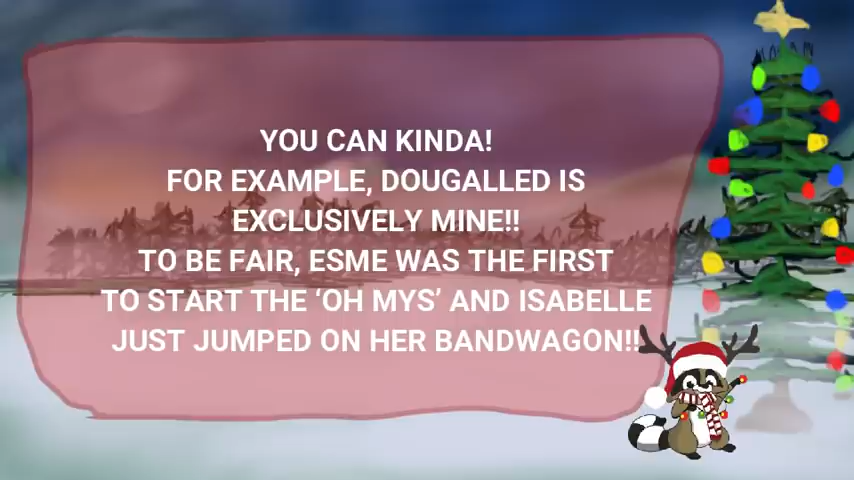 YOU CAN KINDA!
FOR EXAMPLE, DOUGALLED IS
EXCLUSIVELY MINE!!
TO BE FAIR, ESME WAS THE FIRST
TO START THE ‘OH MYS’ AND ISABELLE
JUST JUMPED ON HER BANDWAGON!!